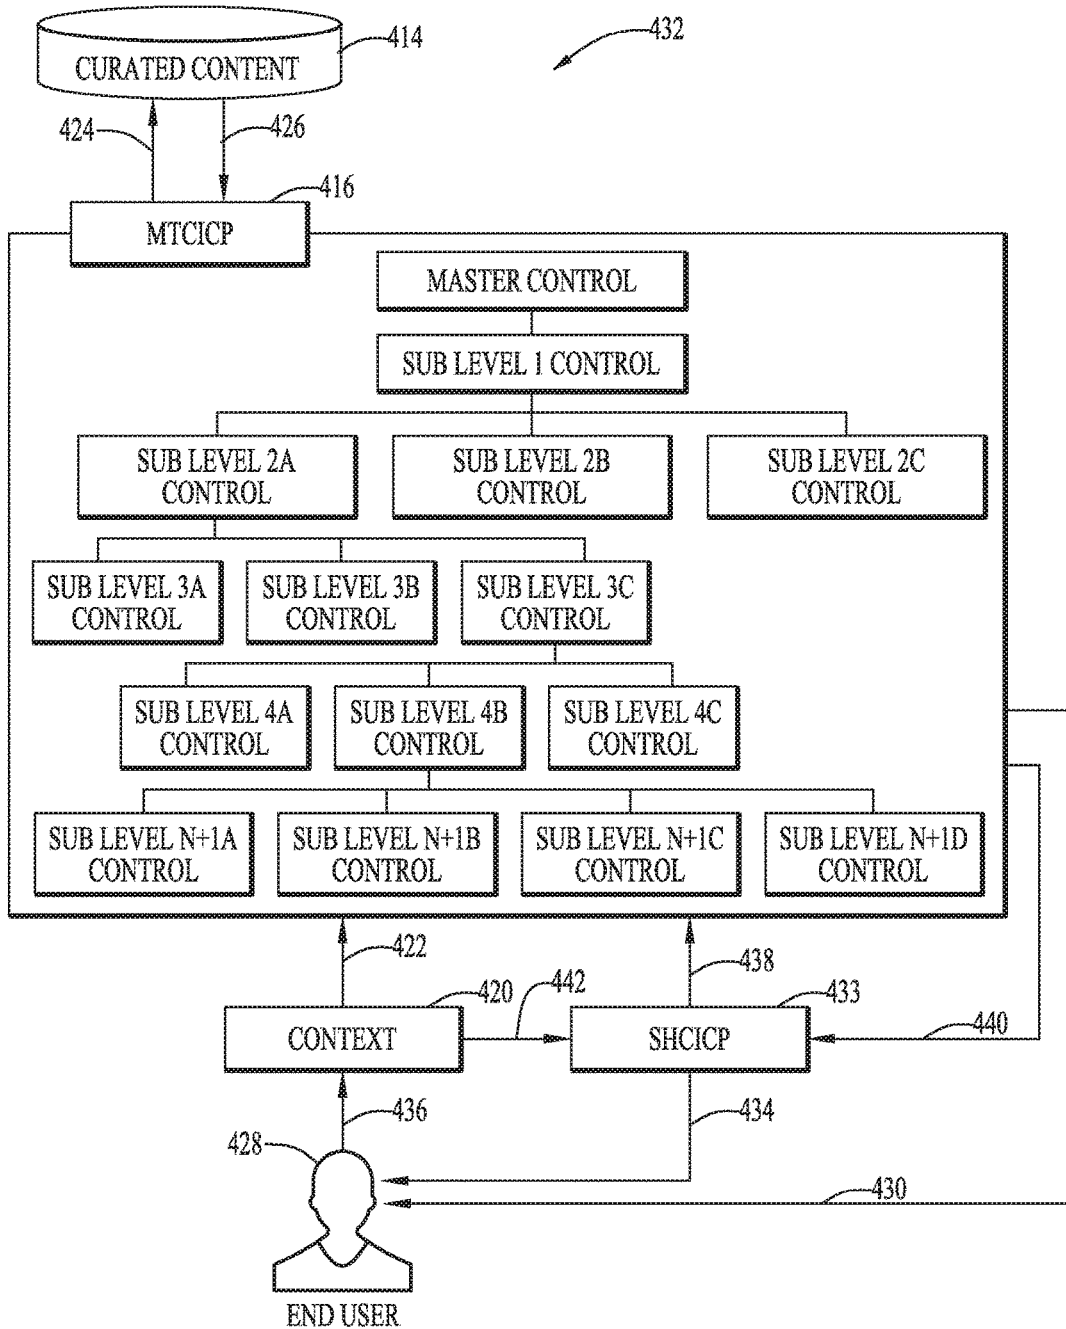 414
432
CURATED CONTENT
424
426
416
MTCICP
MASTER CONTROL
SUB LEVEL 1 CONTROL
SUB LEVEL 2A
CONTROL
SUB LEVEL 2B
CONTROL
SUB LEVEL 2C
CONTROL
SUB LEVEL 3A
CONTROL
SUB LEVEL 3B
CONTROL
SUB LEVEL 3C
CONTROL
SUB LEVEL 4A
CONTROL
SUB LEVEL 4B
CONTROL
SUB LEVEL 4C
CONTROL
SUB LEVEL N+1A
CONTROL
SUB LEVEL N+1B
CONTROL
SUB LEVEL N+1C
CONTROL
SUB LEVEL N+1D
CONTROL
422
438
420
442
433
CONTEXT
SHCICP
440
436
434
428
430
END USER